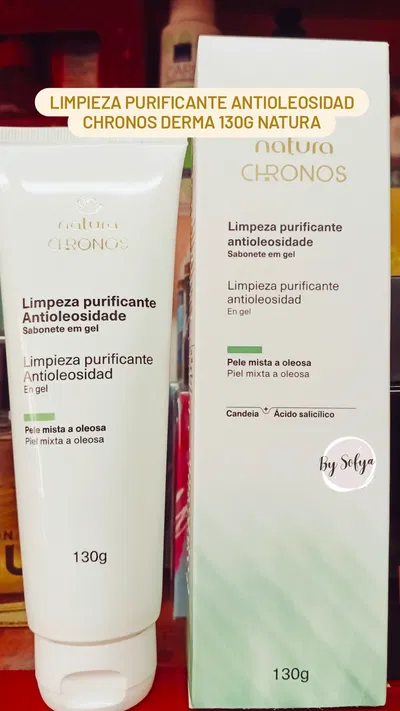 LIMPIEZA PURIFICANTE ANTIOLEOSIDAD
CHRONOS DERMA 130G NATURA
natura
CHRONOS
Limpeza purificante
antioleosidade
Sabonete em gel
Limpieza purificante
antioleosidad
En gel
Pele mista a oleosa
Piel mixta a oleosa
Candeia + Ácido salicílico
By Sofya
130g
natura
CHRONOS
Limpeza purificante
Antioleosidade
Sabonete em gel
Limpieza purificante
Antioleosidad
En gel
Pele mista a oleosa
Piel mixta a oleosa
130g